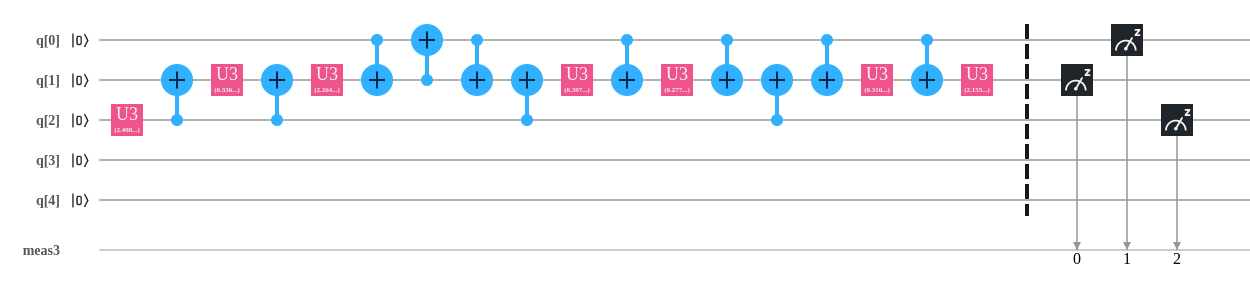 q[0] |0⟩ z
q[1] |0⟩ U3 (0.336...) U3 (2.264...) U3 (0.397...) U3 (0.277...) U3 (0.310...) U3 (2.155...) z
q[2] |0⟩ U3 (2.498...) z
q[3] |0⟩
q[4] |0⟩
meas3
0 1 2